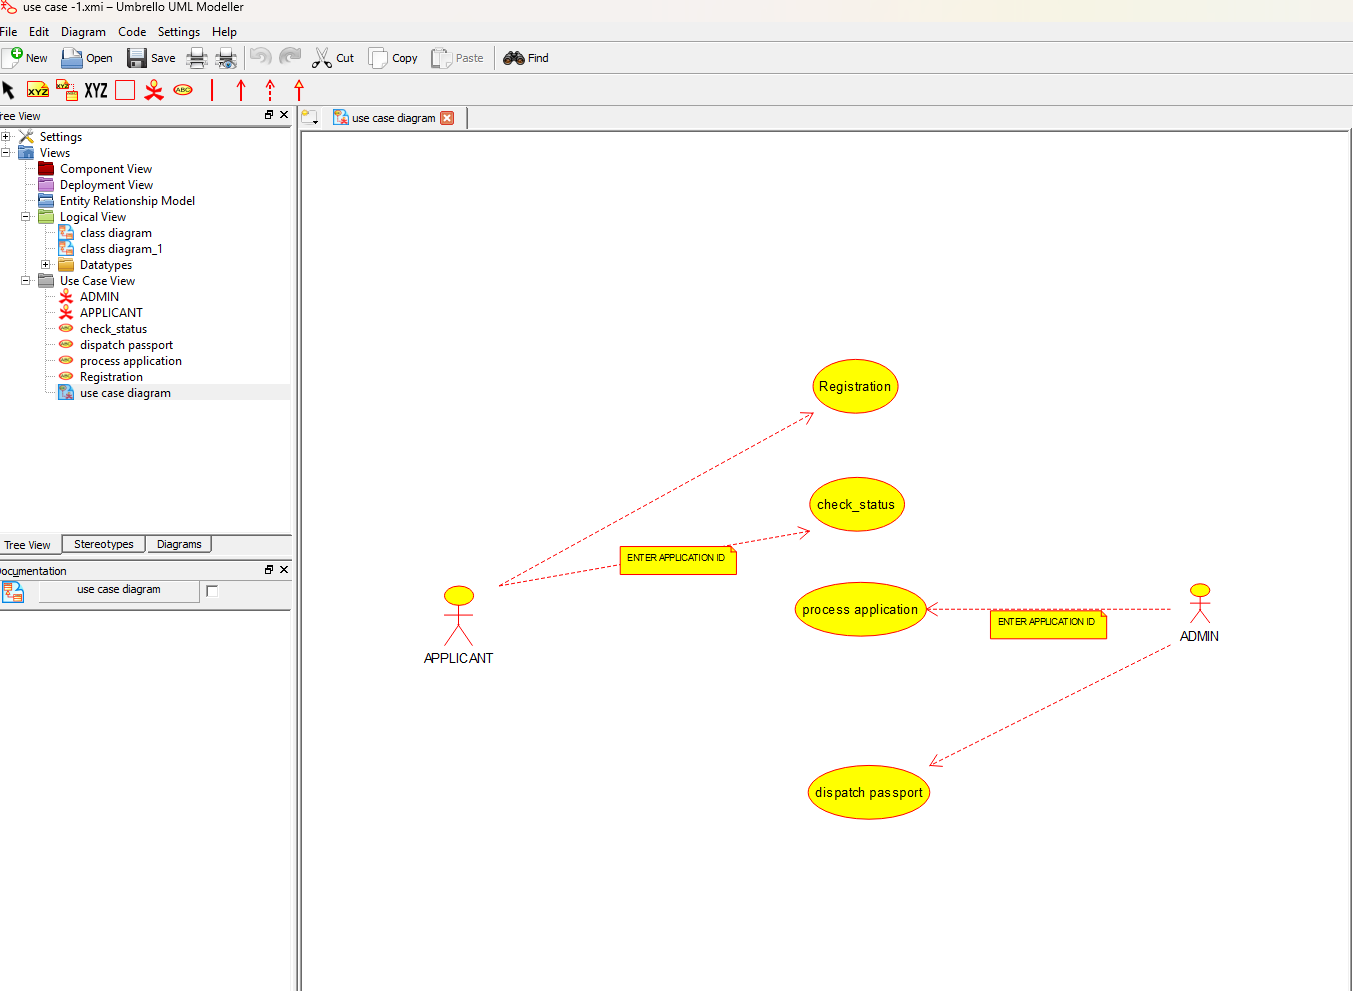 use case -1.xmi – Umbrello UML Modeller
File Edit Diagram Code Settings Help
New Open Save Cut Copy Paste Find
XYZ XYZ XYZ ABC
ree View
use case diagram
Settings
Views
Component View
Deployment View
Entity Relationship Model
Logical View
class diagram
class diagram_1
Datatypes
Use Case View
ADMIN
APPLICANT
check_status
dispatch passport
process application
Registration
use case diagram
Tree View Stereotypes Diagrams
ocumentation
use case diagram
Registration
check_status
ENTER APPLICATION ID
process application
ENTER APPLICATION ID
APPLICANT
ADMIN
dispatch passport